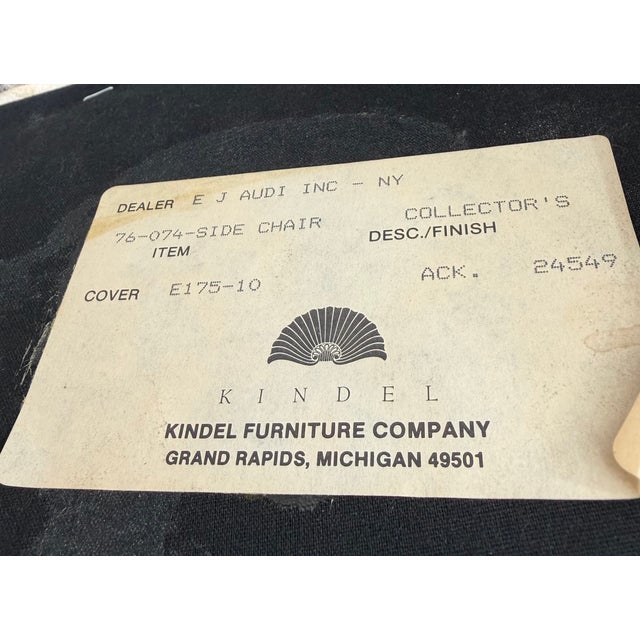 DEALER E J AUDI INC - NY
76-074-SIDE CHAIR COLLECTOR'S
ITEM DESC./FINISH
COVER E175-10 ACK. 24549
KINDEL
KINDEL FURNITURE COMPANY
GRAND RAPIDS, MICHIGAN 49501